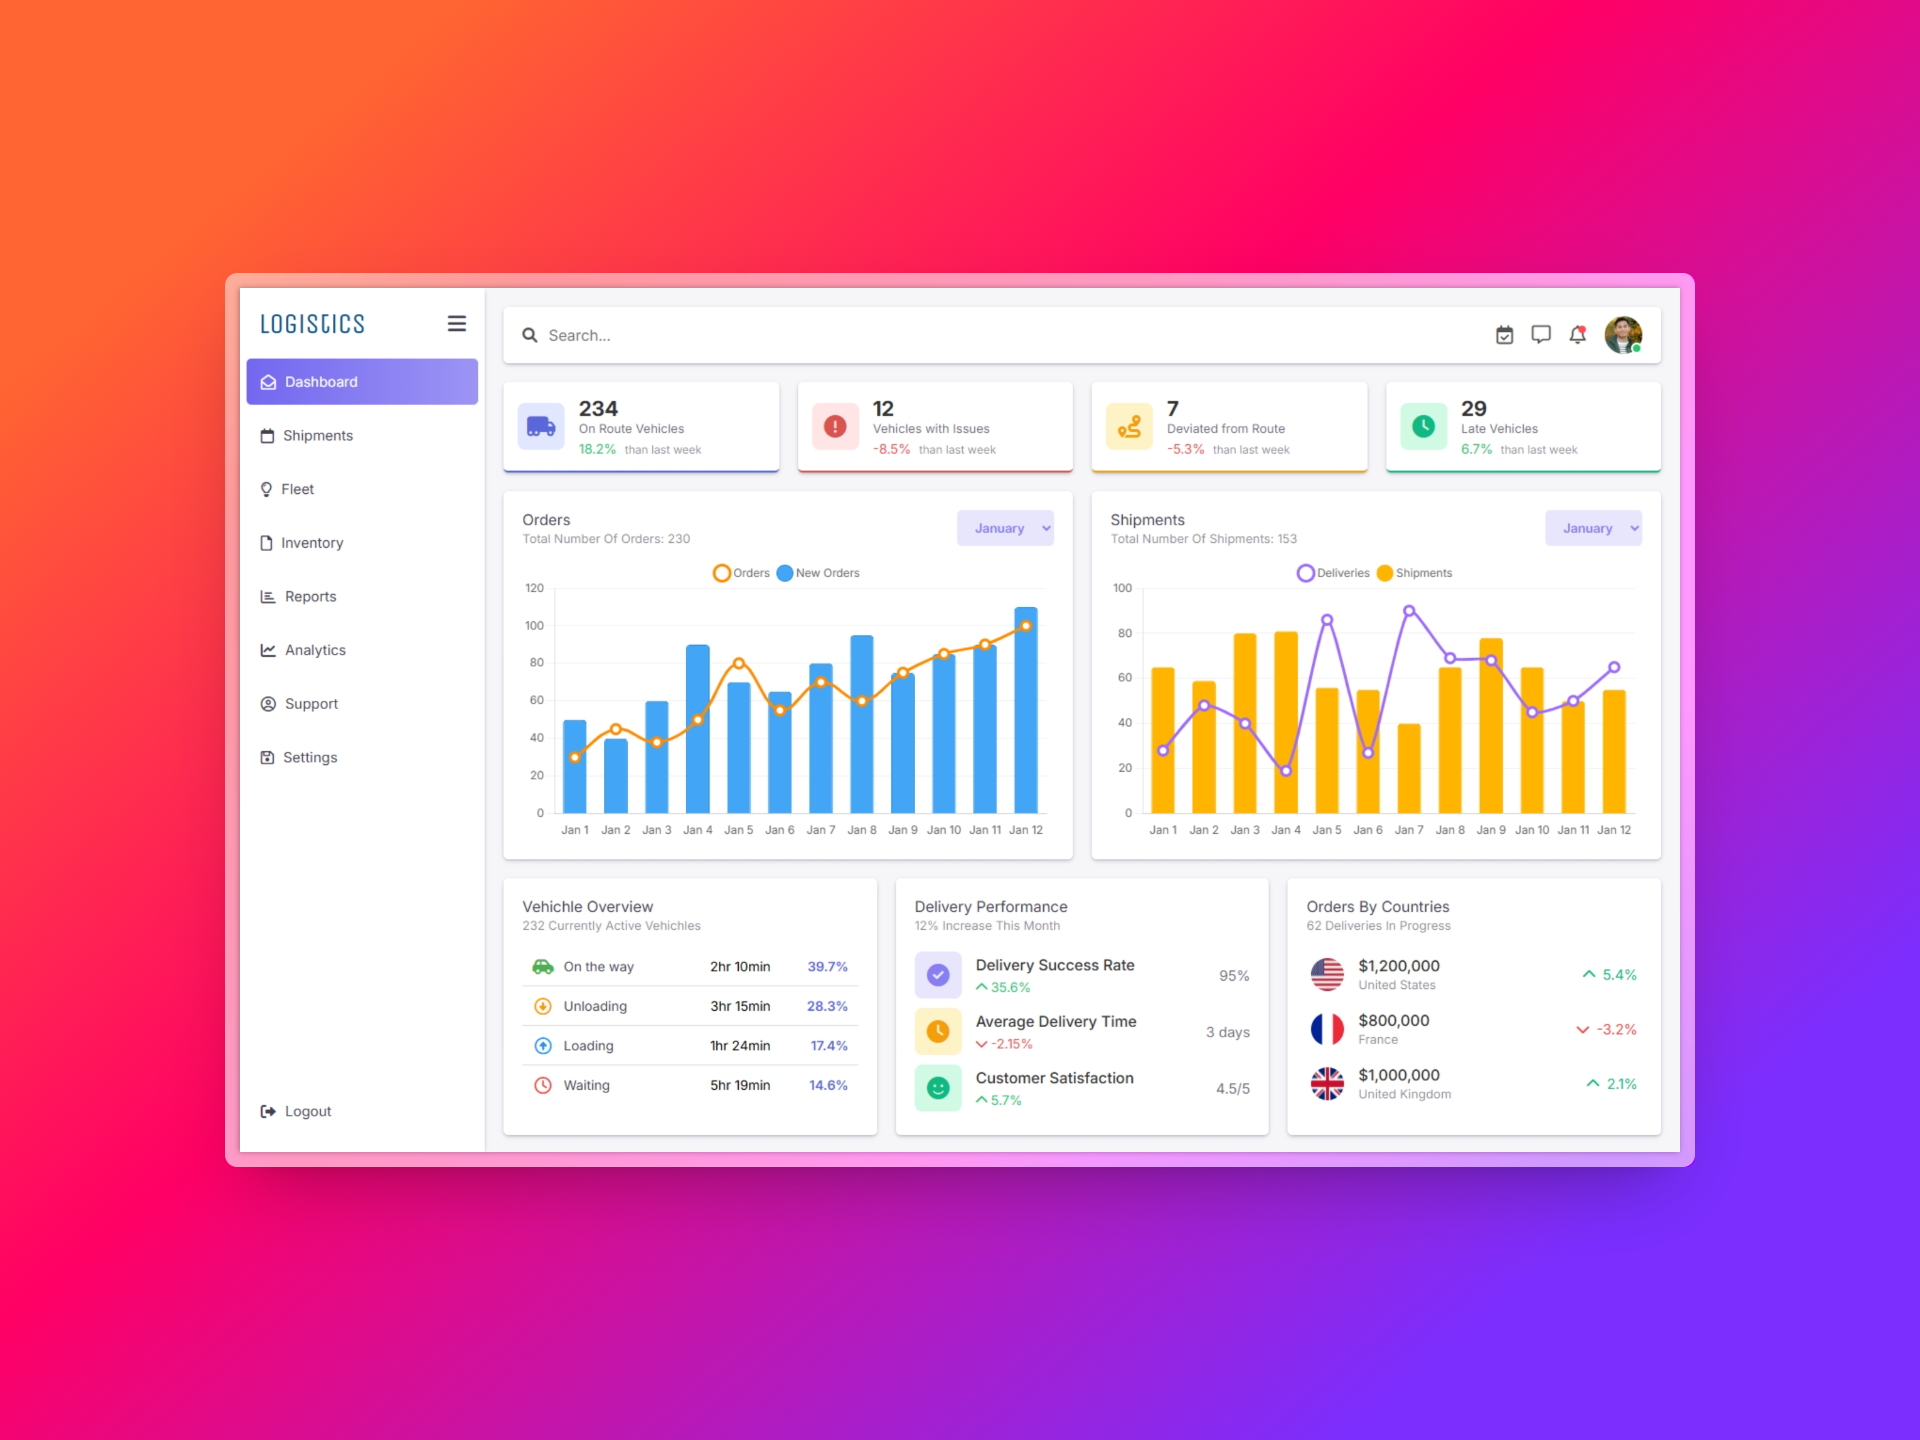 LOGISTICS
Dashboard
Shipments
Fleet
Inventory
Reports
Analytics
Support
Settings
Logout
Search...
234
On Route Vehicles
18.2% than last week
12
Vehicles with Issues
-8.5% than last week
7
Deviated from Route
-5.3% than last week
29
Late Vehicles
6.7% than last week
Orders
Total Number Of Orders: 230
January
Orders New Orders
120
100
80
60
40
20
0
Jan 1 Jan 2 Jan 3 Jan 4 Jan 5 Jan 6 Jan 7 Jan 8 Jan 9 Jan 10 Jan 11 Jan 12
Shipments
Total Number Of Shipments: 153
January
Deliveries Shipments
100
80
60
40
20
0
Jan 1 Jan 2 Jan 3 Jan 4 Jan 5 Jan 6 Jan 7 Jan 8 Jan 9 Jan 10 Jan 11 Jan 12
Vehichle Overview
232 Currently Active Vehichles
On the way 2hr 10min 39.7%
Unloading 3hr 15min 28.3%
Loading 1hr 24min 17.4%
Waiting 5hr 19min 14.6%
Delivery Performance
12% Increase This Month
Delivery Success Rate
35.6%
95%
Average Delivery Time
-2.15%
3 days
Customer Satisfaction
5.7%
4.5/5
Orders By Countries
62 Deliveries In Progress
$1,200,000
United States
5.4%
$800,000
France
-3.2%
$1,000,000
United Kingdom
2.1%